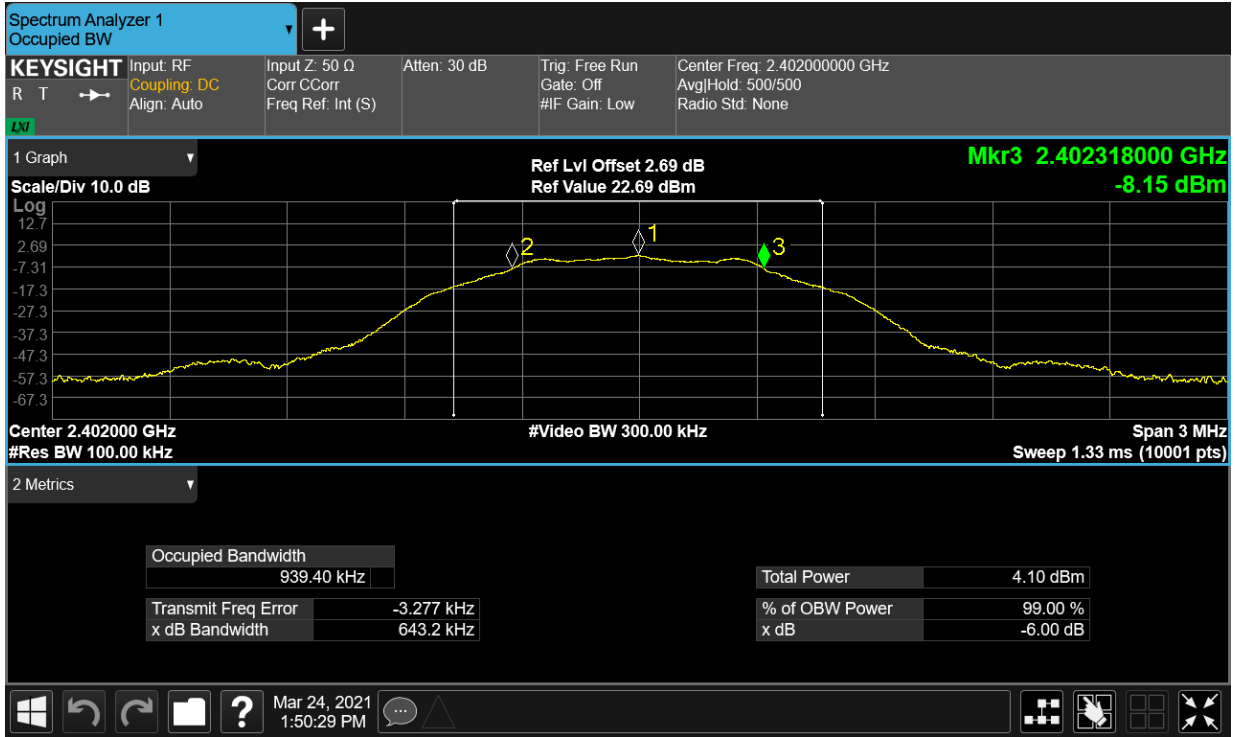 Spectrum Analyzer 1
Occupied BW
KEYSIGHT
R T
LXI
Input: RF
Coupling: DC
Align: Auto
Input Z: 50 Ω
Corr CCorr
Freq Ref: Int (S)
Atten: 30 dB
Trig: Free Run
Gate: Off
#IF Gain: Low
Center Freq: 2.402000000 GHz
Avg|Hold: 500/500
Radio Std: None
1 Graph
Scale/Div 10.0 dB
Ref Lvl Offset 2.69 dB
Ref Value 22.69 dBm
Mkr3 2.402318000 GHz
-8.15 dBm
Log
12.7
2.69
-7.31
-17.3
-27.3
-37.3
-47.3
-57.3
-67.3
2
1
3
Center 2.402000 GHz
#Video BW 300.00 kHz
Span 3 MHz
#Res BW 100.00 kHz
Sweep 1.33 ms (10001 pts)
2 Metrics
Occupied Bandwidth
939.40 kHz
Transmit Freq Error -3.277 kHz
x dB Bandwidth 643.2 kHz
Total Power 4.10 dBm
% of OBW Power 99.00 %
x dB -6.00 dB
?
Mar 24, 2021
1:50:29 PM